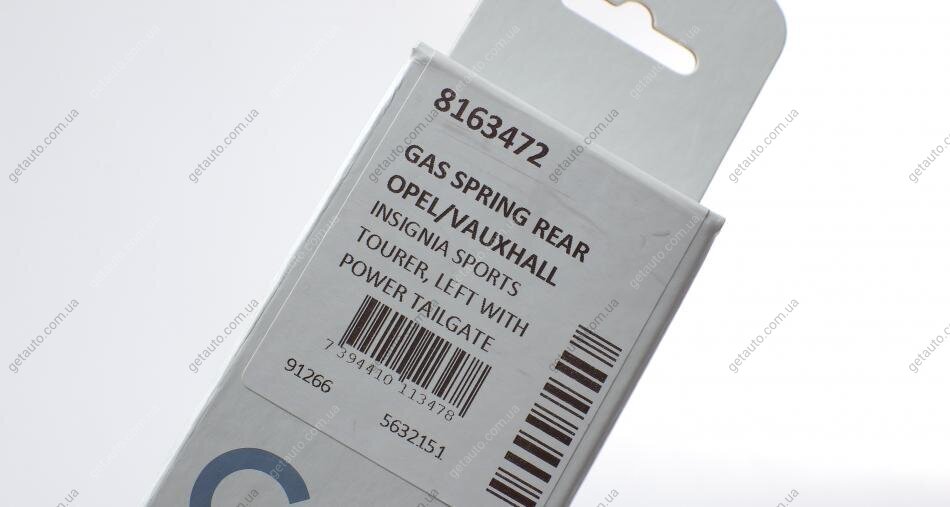 8163472
GAS SPRING REAR
OPEL/VAUXHALL
INSIGNIA SPORTS
TOURER, LEFT WITH
POWER TAILGATE
7 394410 113478
91266
5632151
getauto.com.ua